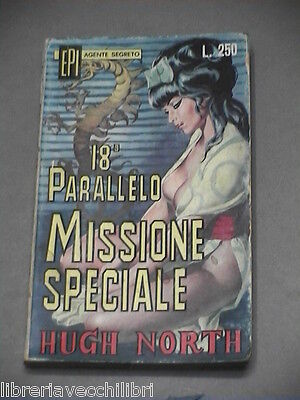 EPI AGENTE SEGRETO
L. 250
18°
PARALLELO
MISSIONE
SPECIALE
HUGH NORTH
libreriavecchilibri